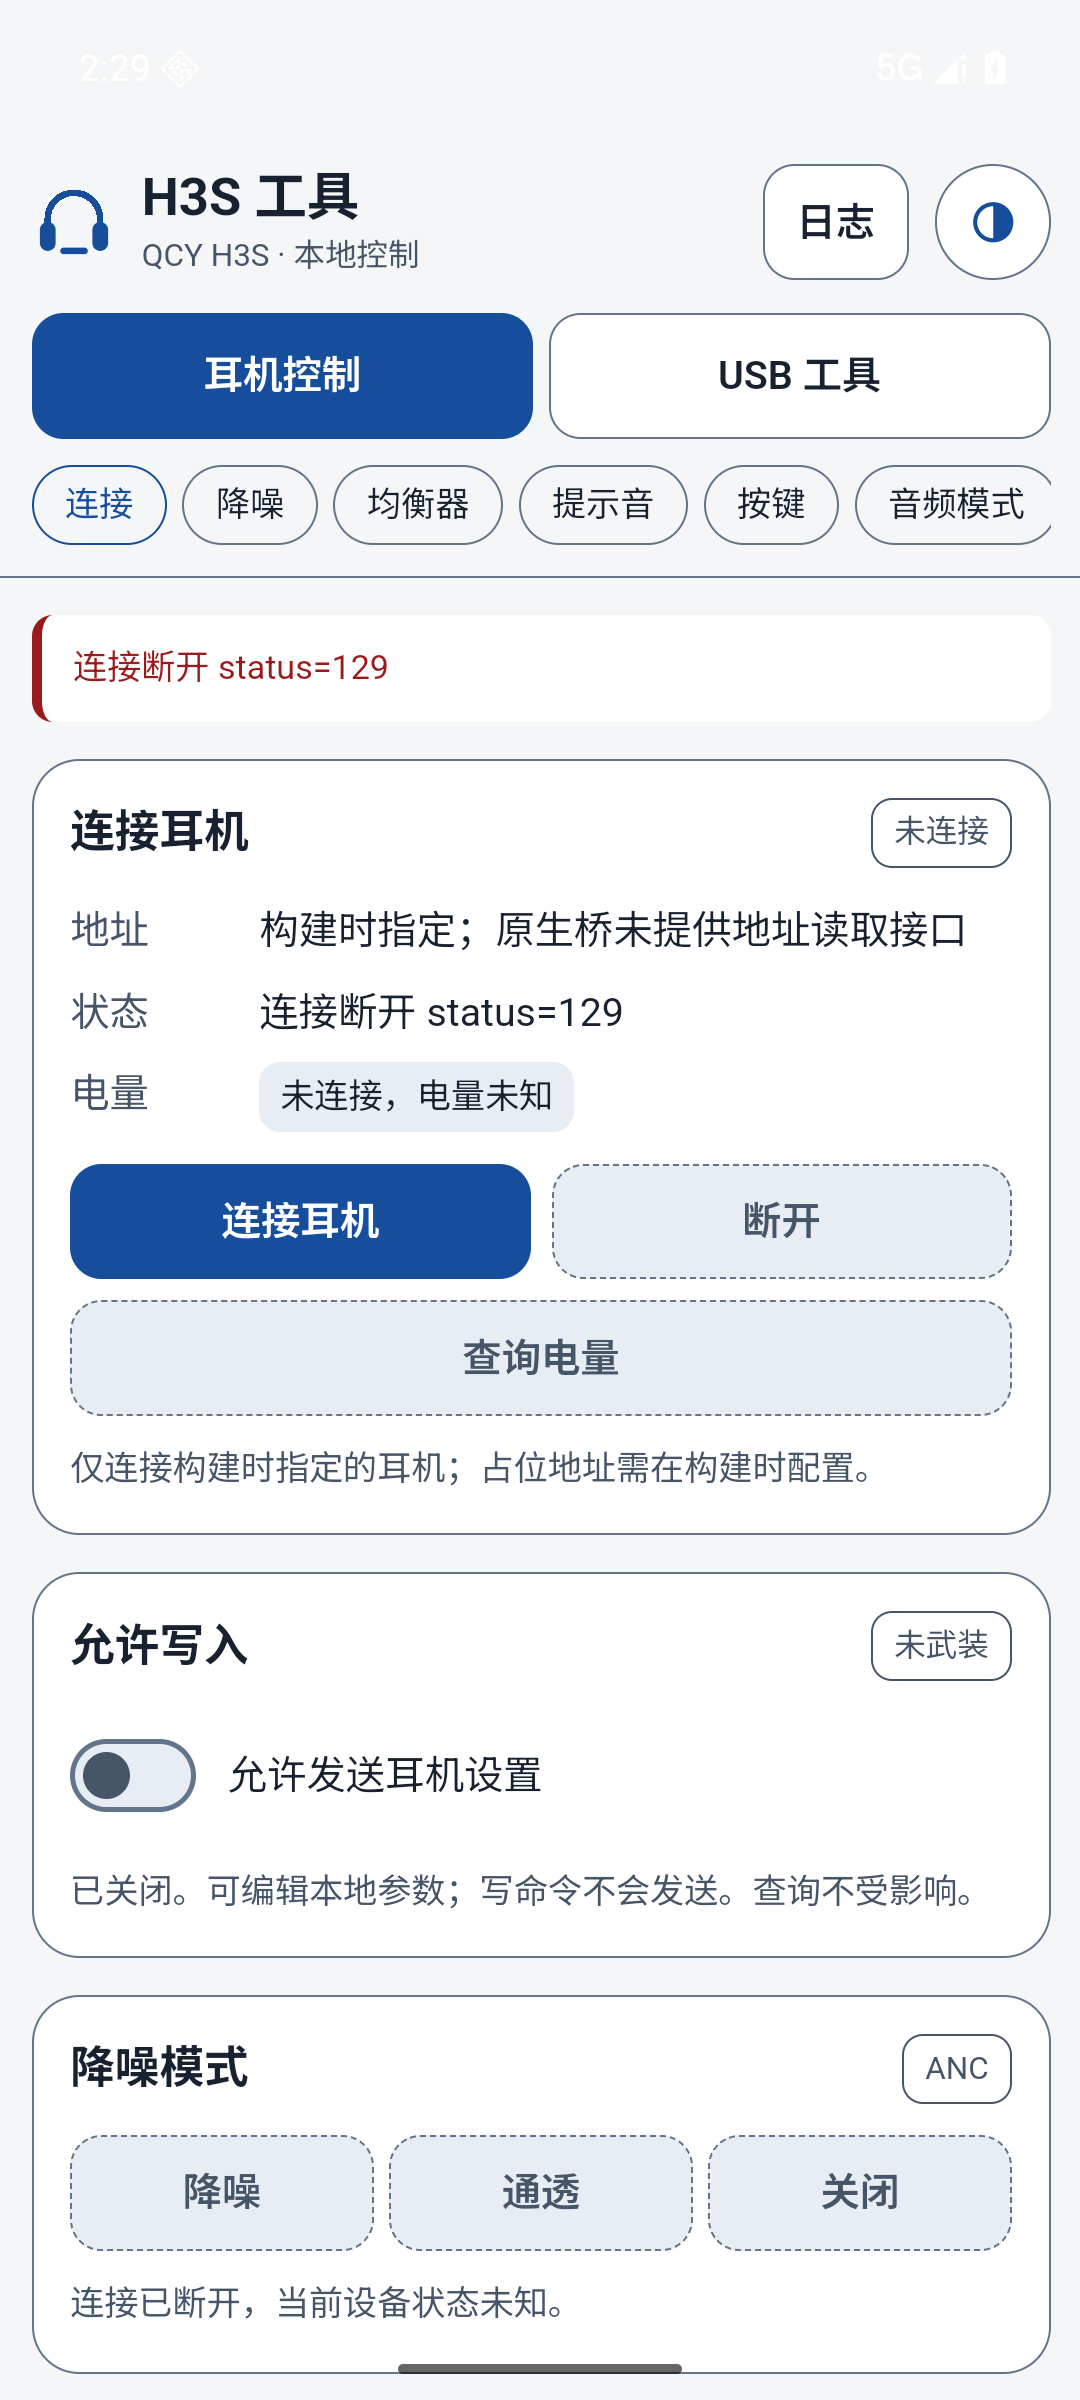 2:29 5G
H3S 工具
QCY H3S · 本地控制
日志
耳机控制
USB 工具
连接 降噪 均衡器 提示音 按键 音频模式
连接断开 status=129
连接耳机
未连接
地址 构建时指定；原生桥未提供地址读取接口
状态 连接断开 status=129
电量 未连接，电量未知
连接耳机 断开
查询电量
仅连接构建时指定的耳机；占位地址需在构建时配置。
允许写入
未武装
允许发送耳机设置
已关闭。可编辑本地参数；写命令不会发送。查询不受影响。
降噪模式
ANC
降噪 通透 关闭
连接已断开，当前设备状态未知。